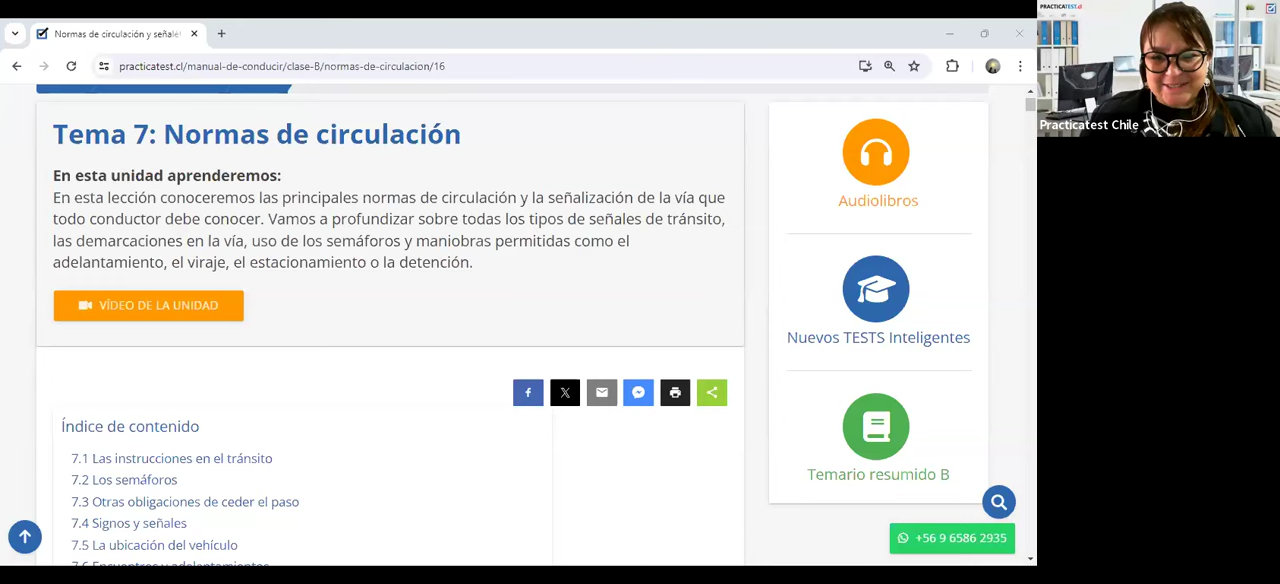 Normas de circulación y señale
practicatest.cl/manual-de-conducir/clase-B/normas-de-circulacion/16
PRACTICATEST.cl
Practicatest Chile
Tema 7: Normas de circulación
En esta unidad aprenderemos:
En esta lección conoceremos las principales normas de circulación y la señalización de la vía que
todo conductor debe conocer. Vamos a profundizar sobre todas los tipos de señales de tránsito,
las demarcaciones en la vía, uso de los semáforos y maniobras permitidas como el
adelantamiento, el viraje, el estacionamiento o la detención.
VÍDEO DE LA UNIDAD
Índice de contenido
7.1 Las instrucciones en el tránsito
7.2 Los semáforos
7.3 Otras obligaciones de ceder el paso
7.4 Signos y señales
7.5 La ubicación del vehículo
7.6 Encuentros y adelantamientos
Audiolibros
Nuevos TESTS Inteligentes
Temario resumido B
+56 9 6586 2935